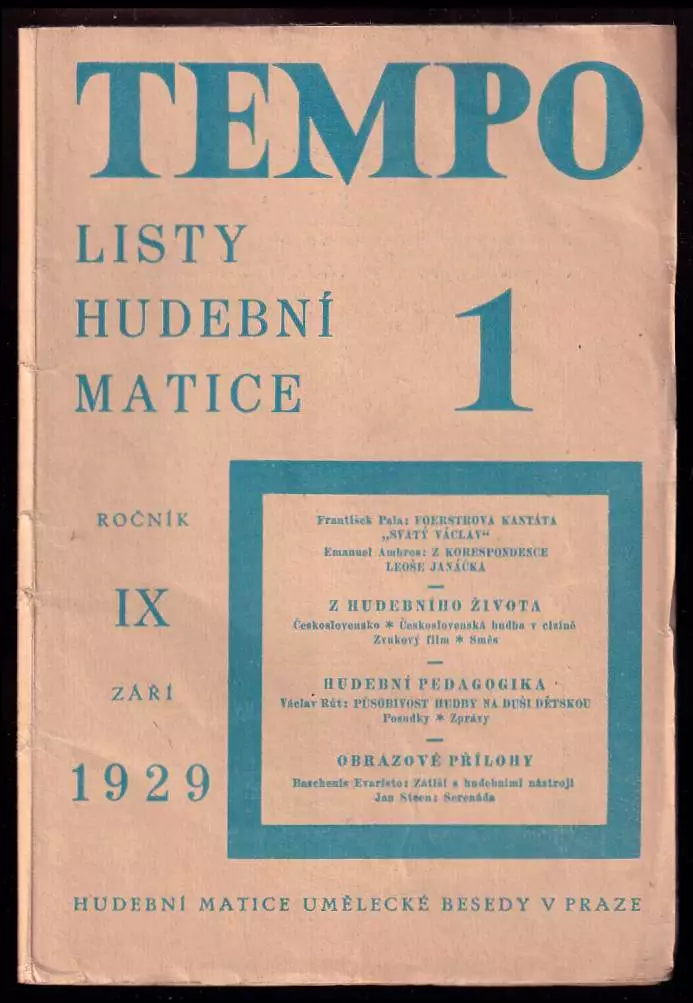 TEMPO
LISTY
HUDEBNÍ
MATICE
1
ROČNÍK
IX
ZÁŘÍ
1929
František Pala: FOERSTROVA KANTÁTA
„SVATÝ VÁCLAV“
Emanuel Ambros: Z KORESPONDENCE
LEOŠE JANÁČKA
Z HUDEBNÍHO ŽIVOTA
Československo * Československá hudba v cizině
Zvukový film * Směs
HUDEBNÍ PEDAGOGIKA
Václav Růt: PŮSOBIVOST HUDBY NA DUŠI DĚTSKOU
Posudky * Zprávy
OBRAZOVÉ PŘÍLOHY
Baschenis Evaristo: Zátiší s hudebními nástroji
Jan Steen: Serenáda
HUDEBNÍ MATICE UMĚLECKÉ BESEDY V PRAZE